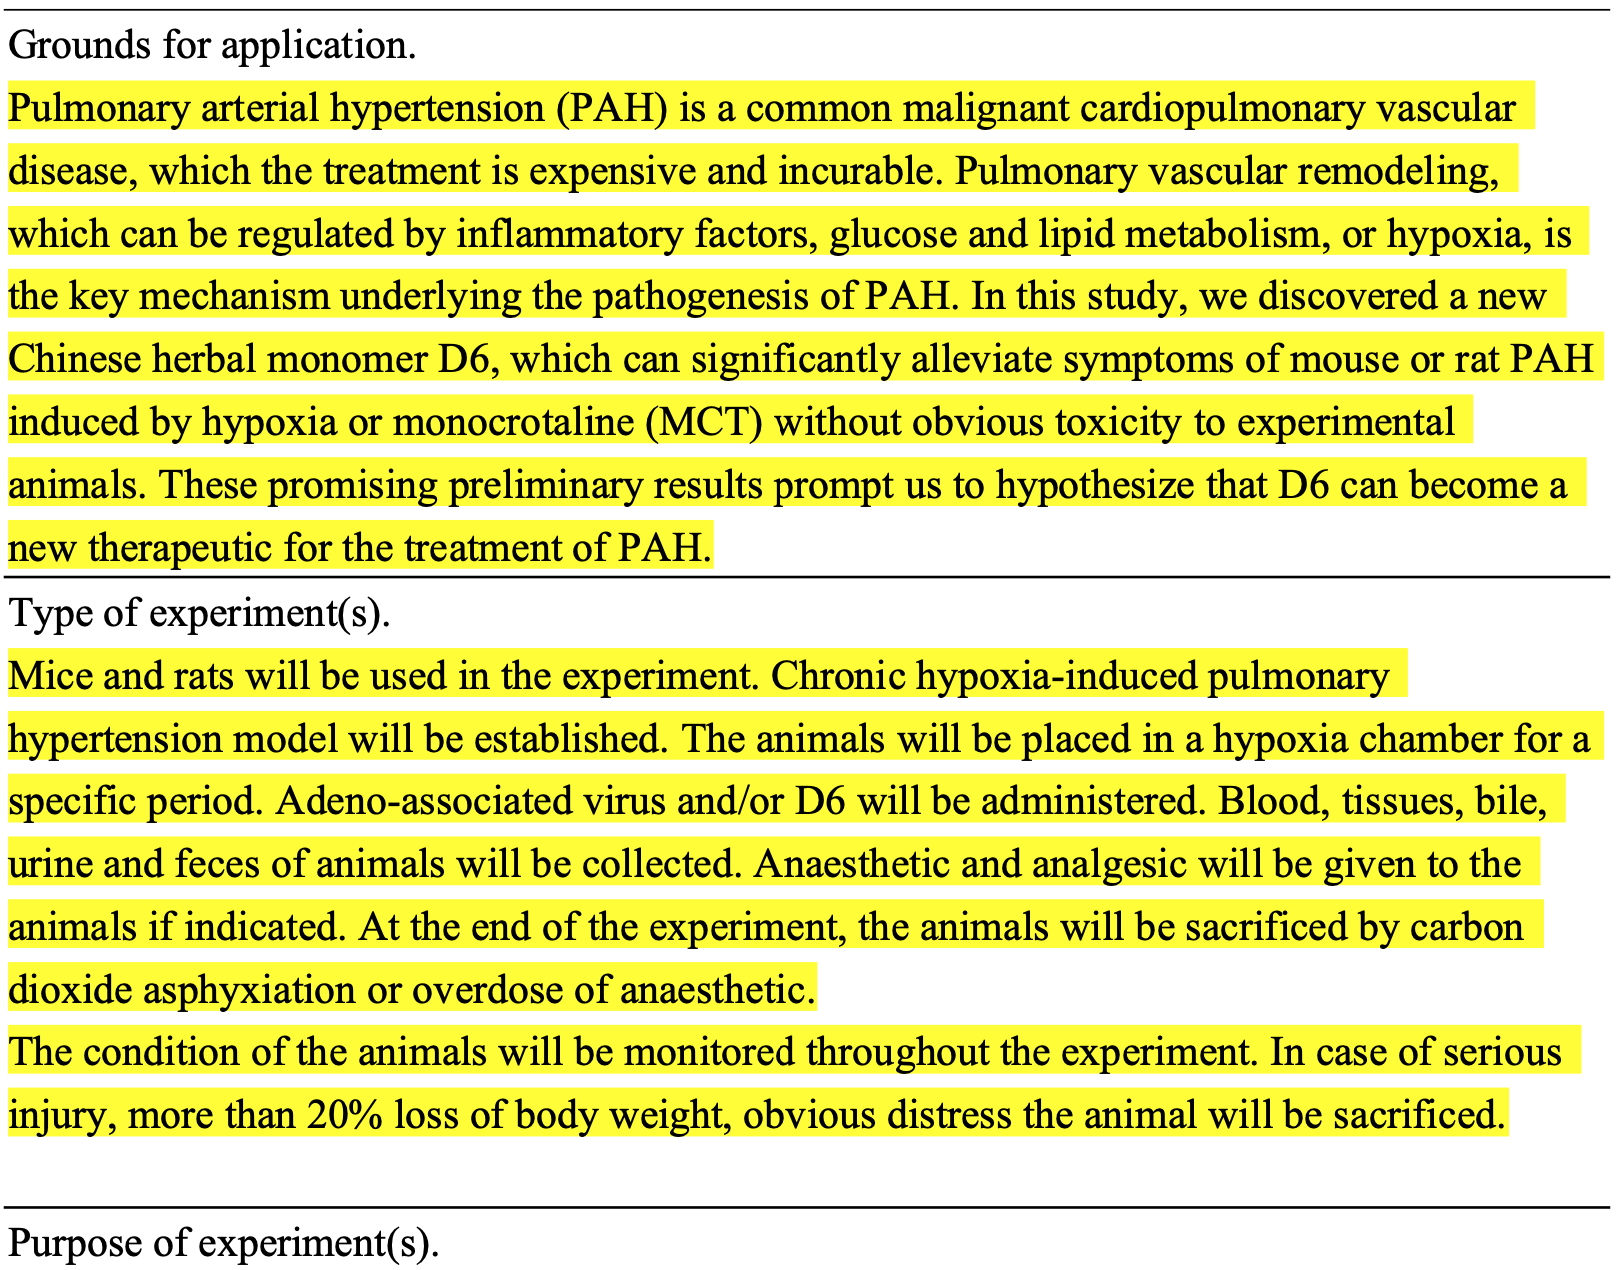 Grounds for application.
Pulmonary arterial hypertension (PAH) is a common malignant cardiopulmonary vascular
disease, which the treatment is expensive and incurable. Pulmonary vascular remodeling,
which can be regulated by inflammatory factors, glucose and lipid metabolism, or hypoxia, is
the key mechanism underlying the pathogenesis of PAH. In this study, we discovered a new
Chinese herbal monomer D6, which can significantly alleviate symptoms of mouse or rat PAH
induced by hypoxia or monocrotaline (MCT) without obvious toxicity to experimental
animals. These promising preliminary results prompt us to hypothesize that D6 can become a
new therapeutic for the treatment of PAH.
Type of experiment(s).
Mice and rats will be used in the experiment. Chronic hypoxia-induced pulmonary
hypertension model will be established. The animals will be placed in a hypoxia chamber for a
specific period. Adeno-associated virus and/or D6 will be administered. Blood, tissues, bile,
urine and feces of animals will be collected. Anaesthetic and analgesic will be given to the
animals if indicated. At the end of the experiment, the animals will be sacrificed by carbon
dioxide asphyxiation or overdose of anaesthetic.
The condition of the animals will be monitored throughout the experiment. In case of serious
injury, more than 20% loss of body weight, obvious distress the animal will be sacrificed.
Purpose of experiment(s).